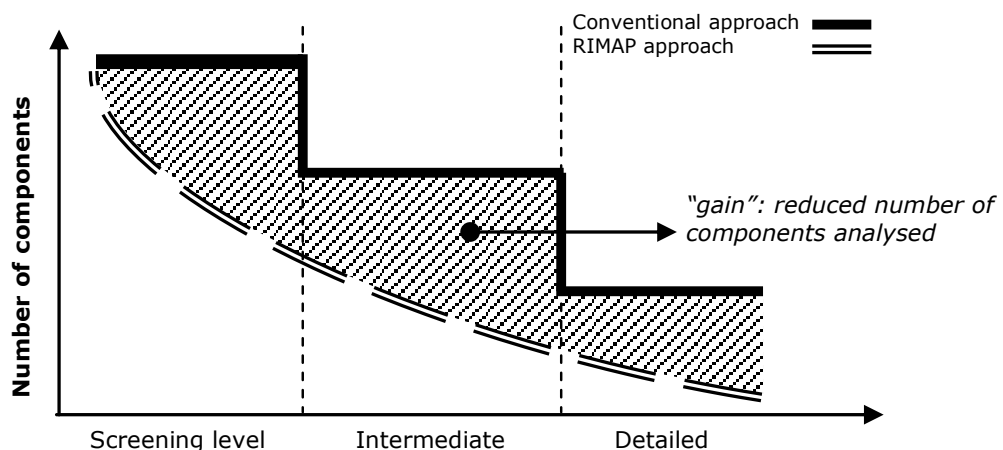 Conventional approach
RIMAP approach
Number of components
“gain”: reduced number of
components analysed
Screening level
Intermediate
Detailed